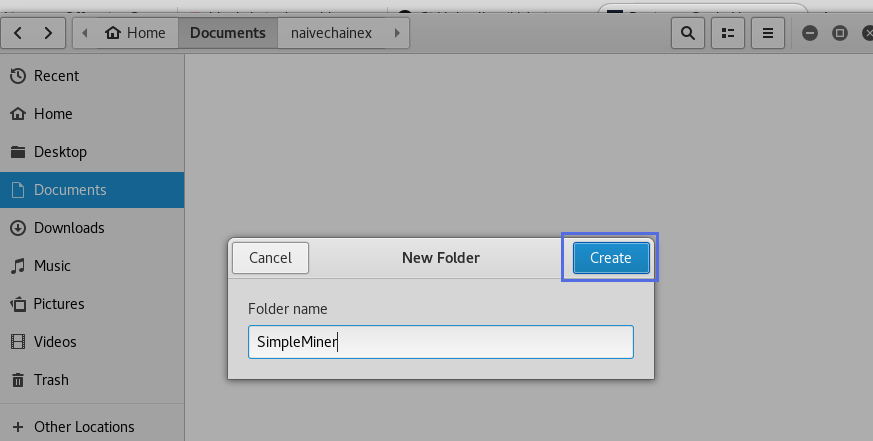 Home Documents naivechainex
Recent
Home
Desktop
Documents
Downloads
Music
Pictures
Videos
Trash
Other Locations
Cancel New Folder Create
Folder name
SimpleMiner